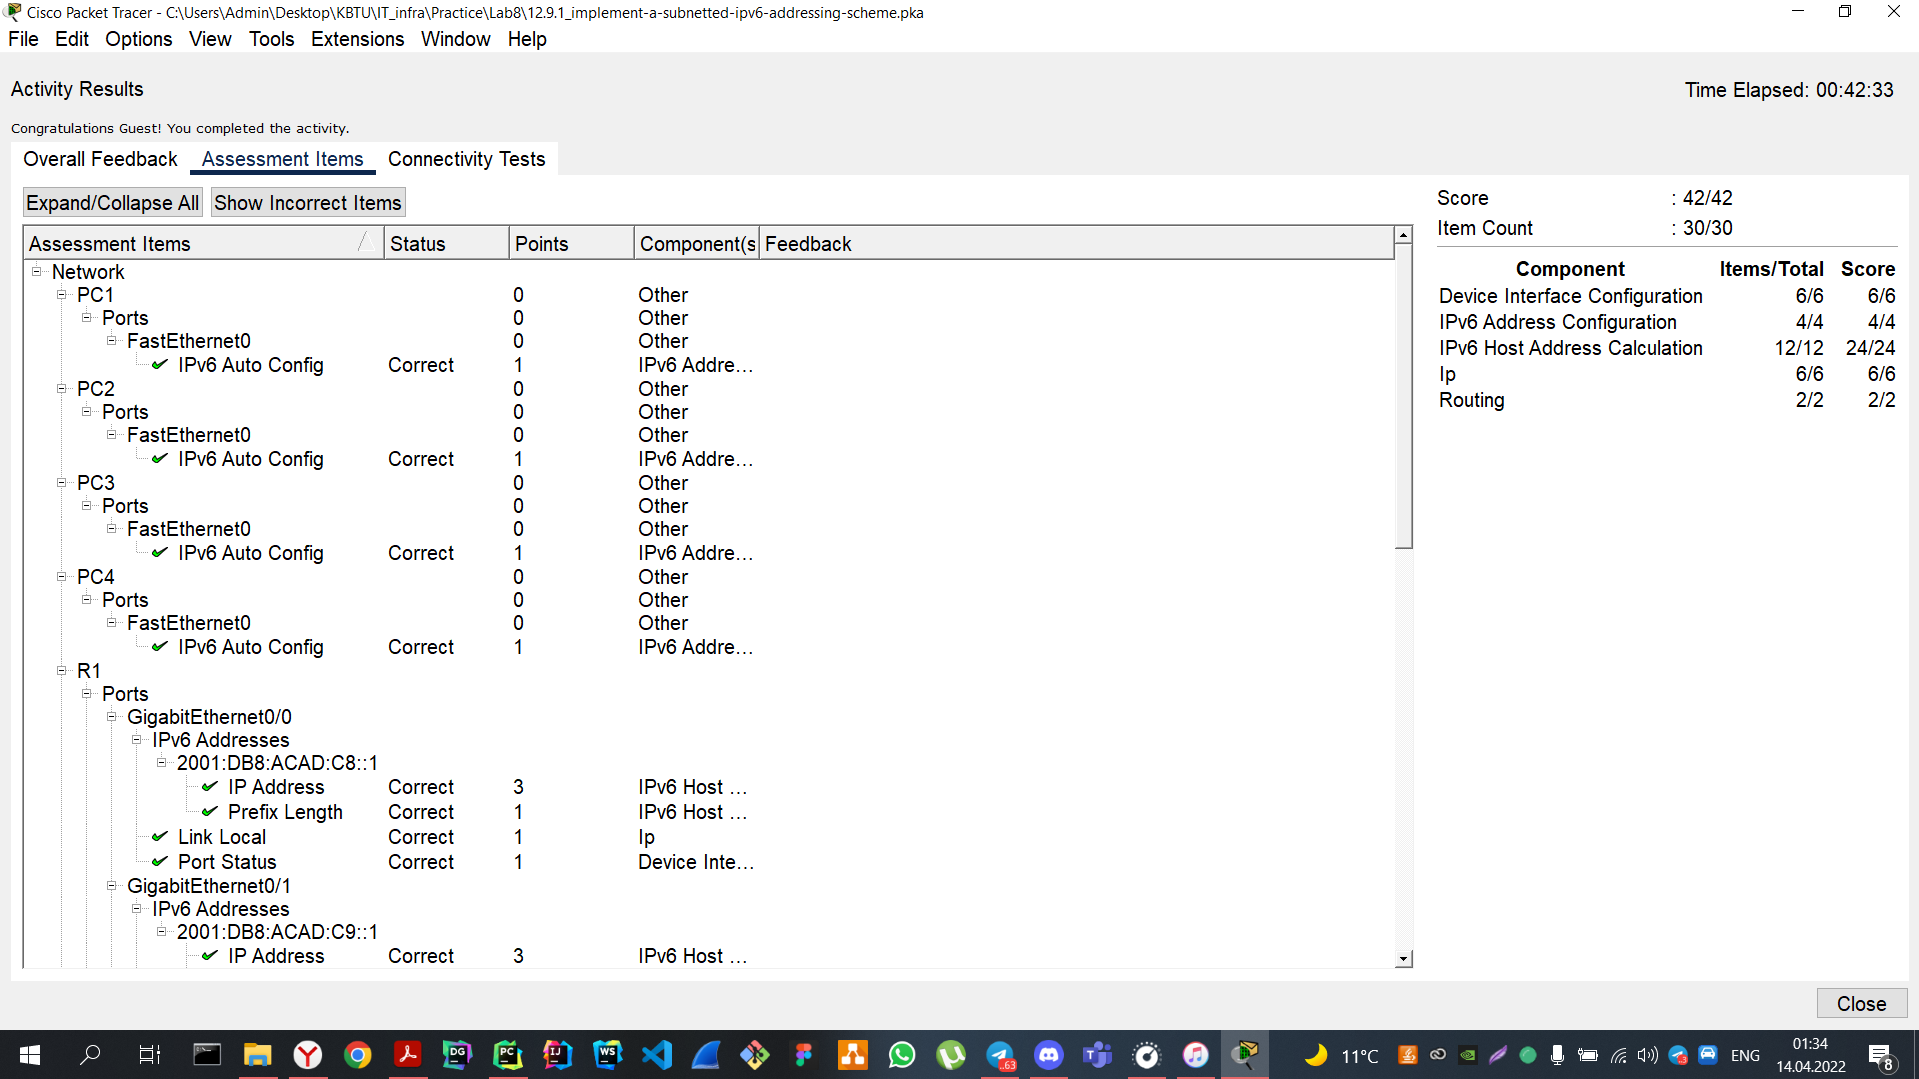 Cisco Packet Tracer - C:\Users\Admin\Desktop\KBTU\IT_infra\Practice\Lab8\12.9.1_implement-a-subnetted-ipv6-addressing-scheme.pka
File Edit Options View Tools Extensions Window Help
Activity Results
Time Elapsed: 00:42:33
Congratulations Guest! You completed the activity.
Overall Feedback Assessment Items Connectivity Tests
Expand/Collapse All Show Incorrect Items
Assessment Items Status Points Component(s Feedback
Network
PC1 0 Other
Ports 0 Other
FastEthernet0 0 Other
IPv6 Auto Config Correct 1 IPv6 Addre...
PC2 0 Other
Ports 0 Other
FastEthernet0 0 Other
IPv6 Auto Config Correct 1 IPv6 Addre...
PC3 0 Other
Ports 0 Other
FastEthernet0 0 Other
IPv6 Auto Config Correct 1 IPv6 Addre...
PC4 0 Other
Ports 0 Other
FastEthernet0 0 Other
IPv6 Auto Config Correct 1 IPv6 Addre...
R1
Ports
GigabitEthernet0/0
IPv6 Addresses
2001:DB8:ACAD:C8::1
IP Address Correct 3 IPv6 Host ...
Prefix Length Correct 1 IPv6 Host ...
Link Local Correct 1 Ip
Port Status Correct 1 Device Inte...
GigabitEthernet0/1
IPv6 Addresses
2001:DB8:ACAD:C9::1
IP Address Correct 3 IPv6 Host ...
Score : 42/42
Item Count : 30/30
Component Items/Total Score
Device Interface Configuration 6/6 6/6
IPv6 Address Configuration 4/4 4/4
IPv6 Host Address Calculation 12/12 24/24
Ip 6/6 6/6
Routing 2/2 2/2
Close
DG PC IJ WS .63 11°C ENG
01:34
14.04.2022
8